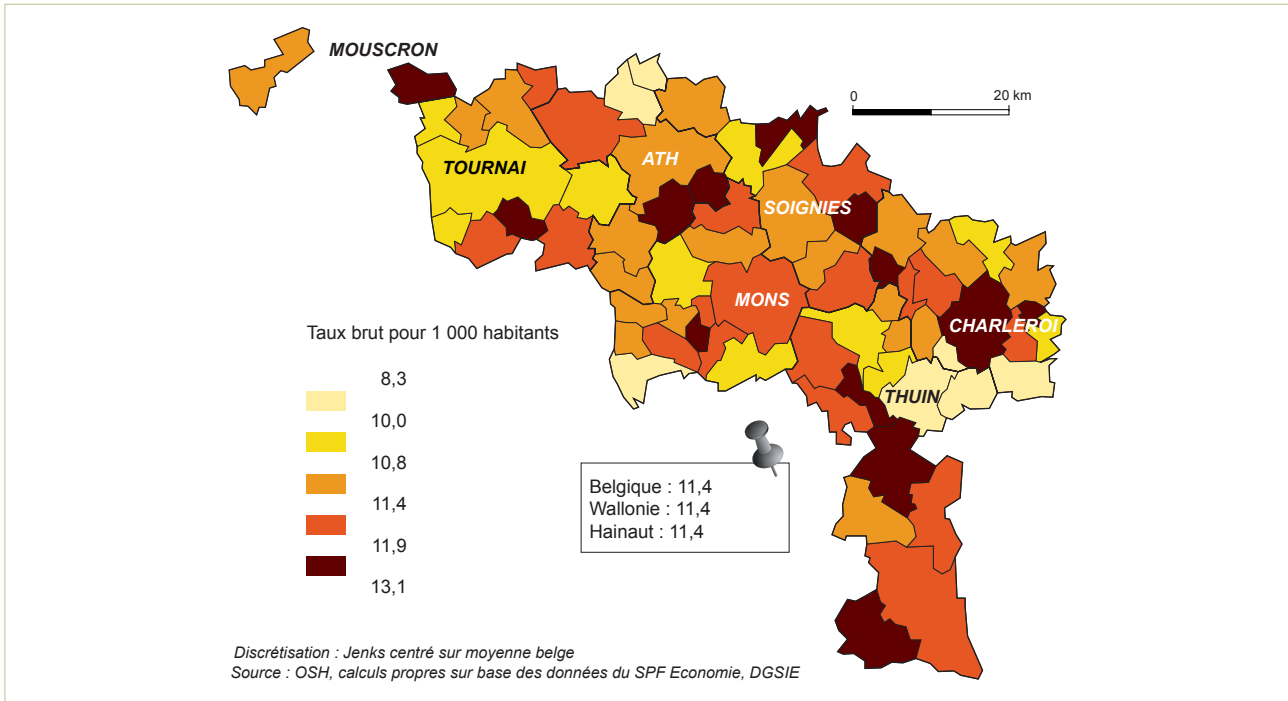 MOUSCRON
0
20 km
TOURNAI
ATH
SOIGNIES
MONS
CHARLEROI
THUIN
Taux brut pour 1 000 habitants
8,3
10,0
10,8
11,4
11,9
13,1
Belgique : 11,4
Wallonie : 11,4
Hainaut : 11,4
Discrétisation : Jenks centré sur moyenne belge
Source : OSH, calculs propres sur base des données du SPF Economie, DGSIE